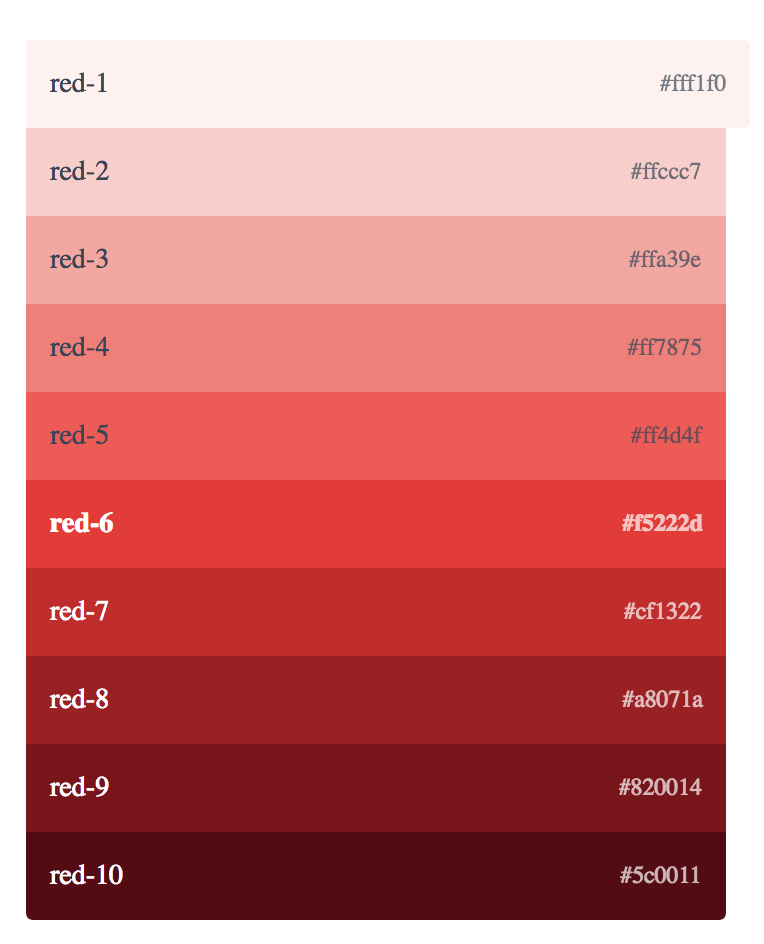 red-1 #fff1f0
red-2 #ffccc7
red-3 #ffa39e
red-4 #ff7875
red-5 #ff4d4f
red-6 #f5222d
red-7 #cf1322
red-8 #a8071a
red-9 #820014
red-10 #5c0011